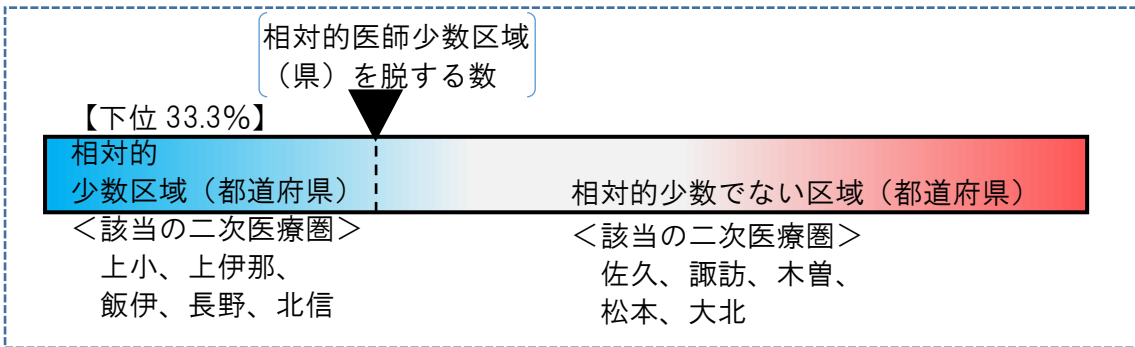 相対的医師少数区域
（県）を脱する数
【下位 33.3%】
相対的
少数区域（都道府県）
相対的少数でない区域（都道府県）
＜該当の二次医療圏＞
上小、上伊那、
飯伊、長野、北信
＜該当の二次医療圏＞
佐久、諏訪、木曽、
松本、大北